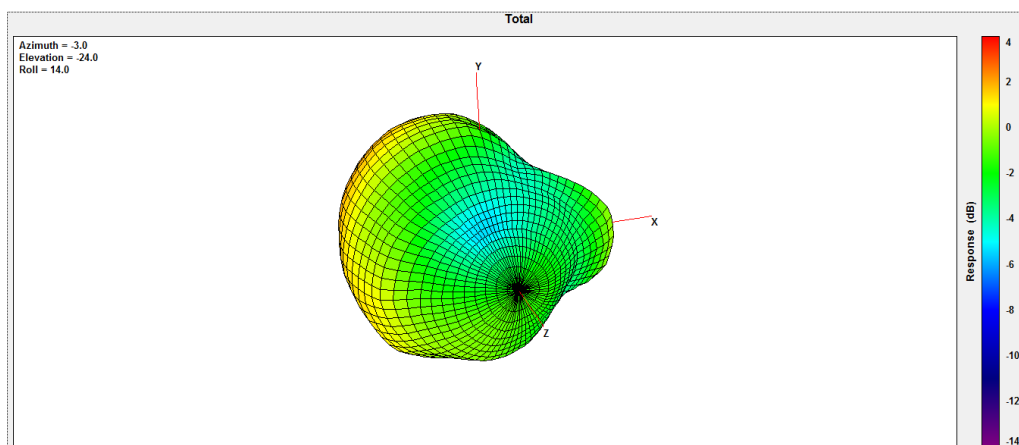 Total
Azimuth = -3.0
Elevation = -24.0
Roll = 14.0
Y
X
Z
Response (dB)
4
2
0
-2
-4
-6
-8
-10
-12
-14